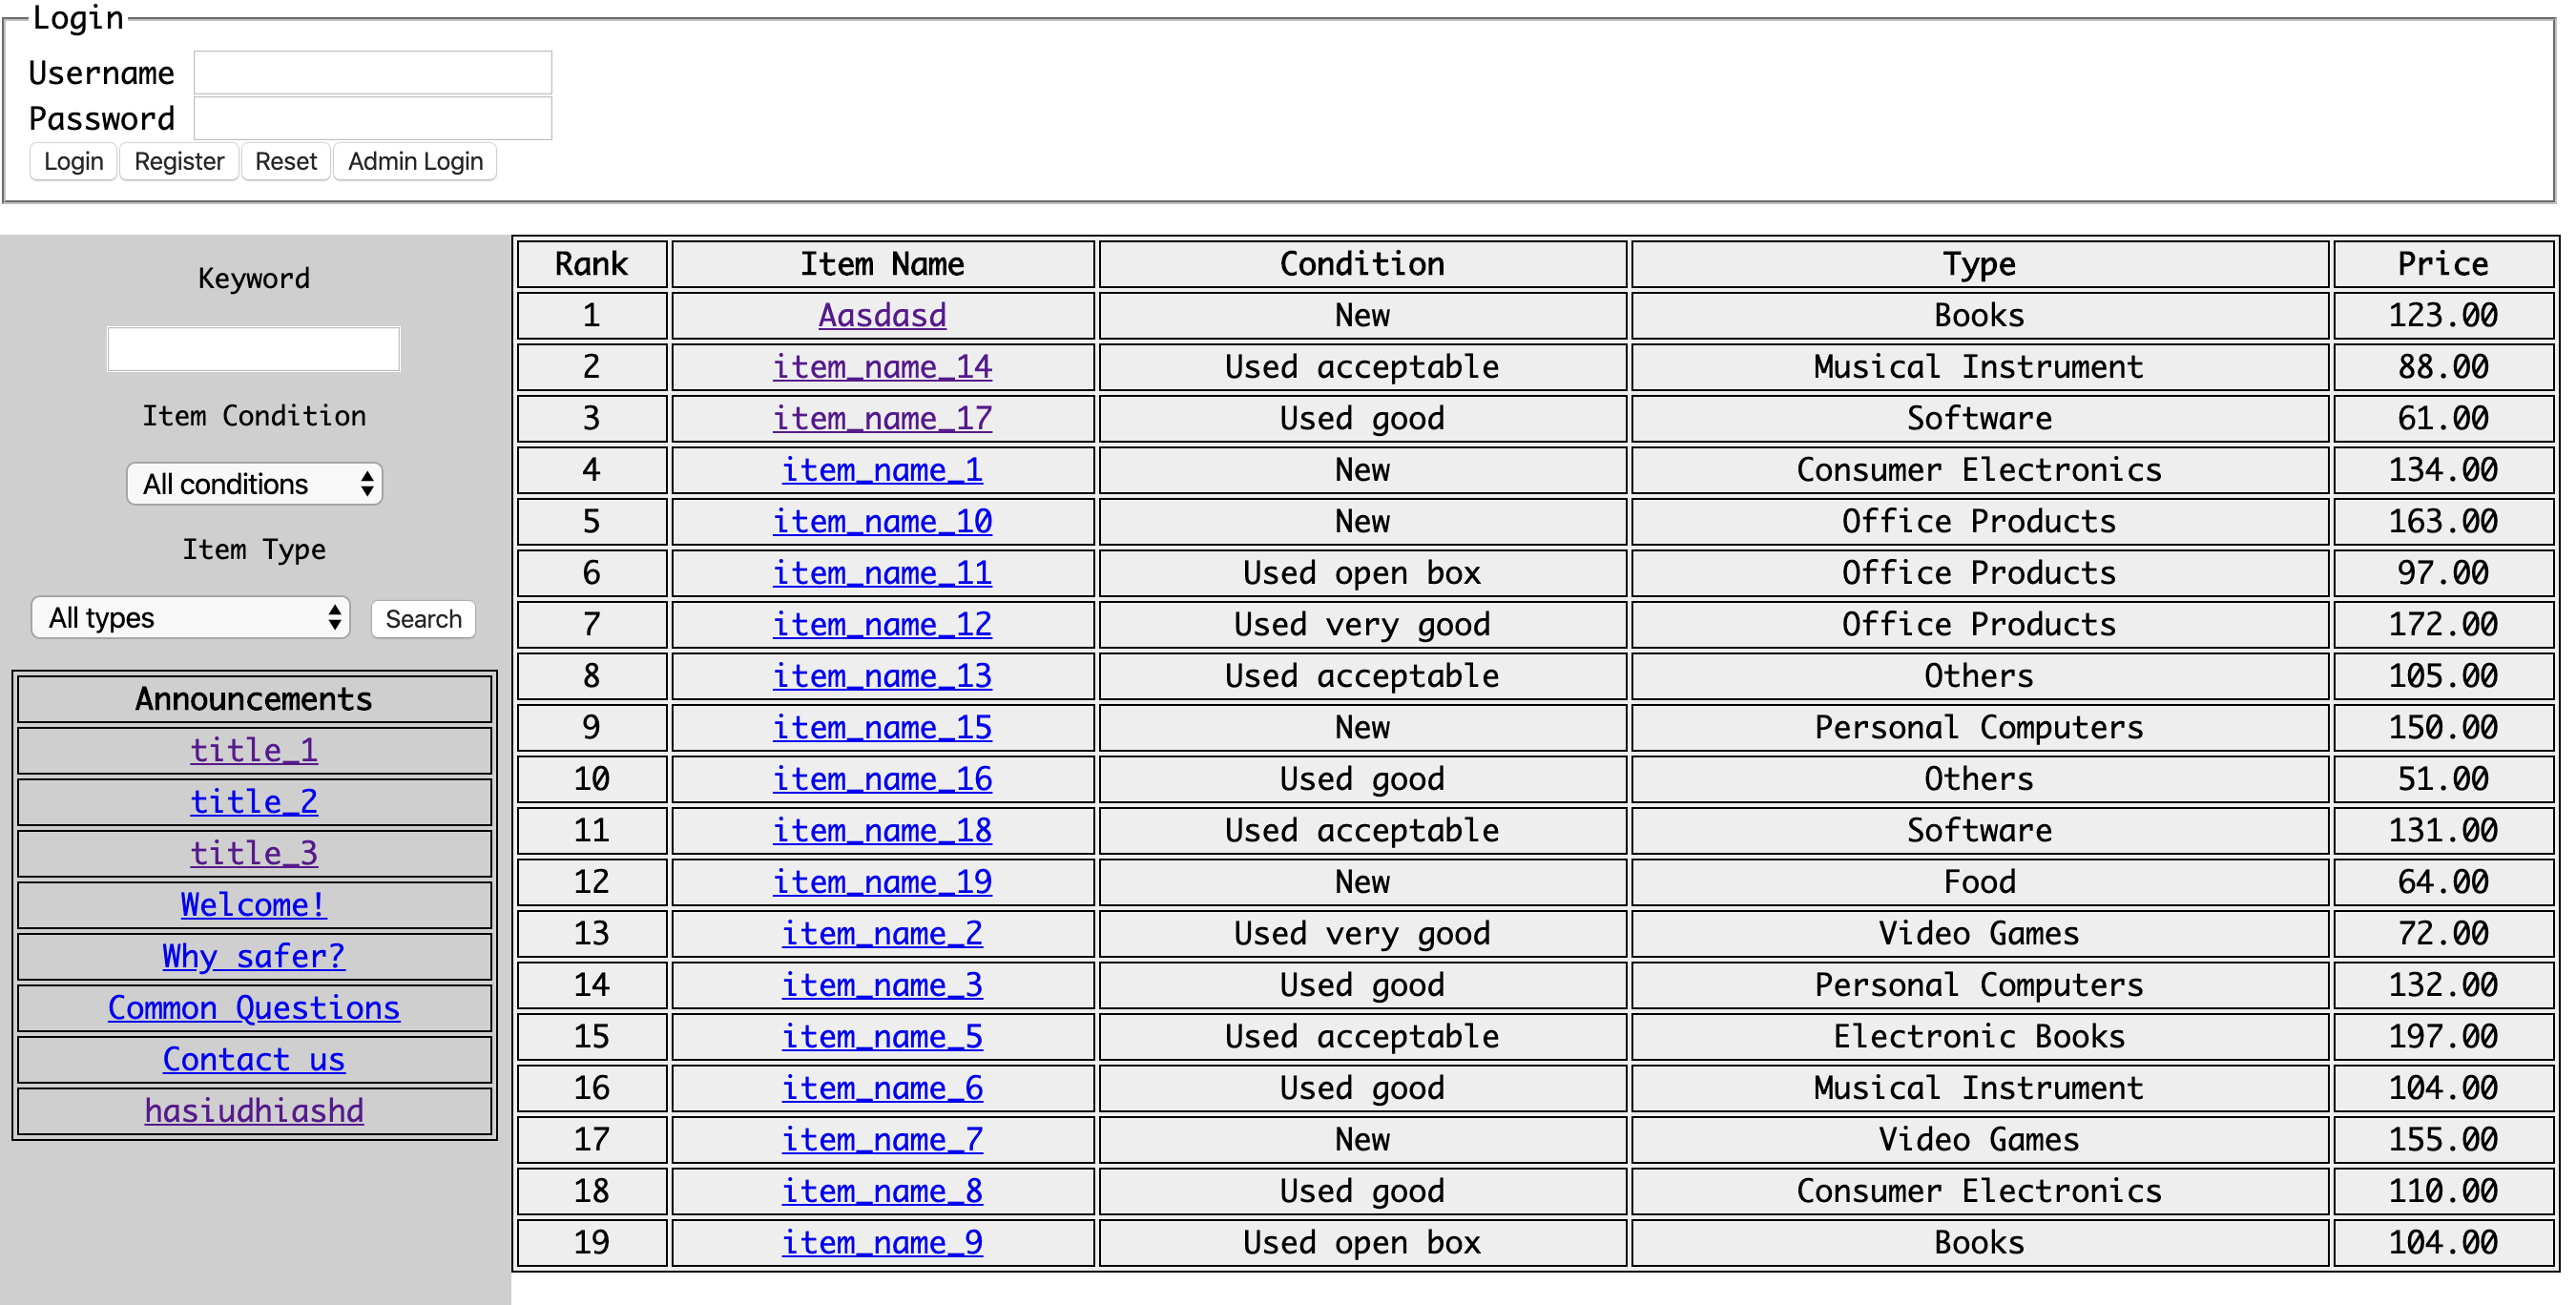 Login
Username
Password
Login Register Reset Admin Login
Keyword
Item Condition
All conditions
Item Type
All types Search
Announcements
title_1
title_2
title_3
Welcome!
Why safer?
Common Questions
Contact us
hasiudhiashd
Rank Item Name Condition Type Price
1 Aasdasd New Books 123.00
2 item_name_14 Used acceptable Musical Instrument 88.00
3 item_name_17 Used good Software 61.00
4 item_name_1 New Consumer Electronics 134.00
5 item_name_10 New Office Products 163.00
6 item_name_11 Used open box Office Products 97.00
7 item_name_12 Used very good Office Products 172.00
8 item_name_13 Used acceptable Others 105.00
9 item_name_15 New Personal Computers 150.00
10 item_name_16 Used good Others 51.00
11 item_name_18 Used acceptable Software 131.00
12 item_name_19 New Food 64.00
13 item_name_2 Used very good Video Games 72.00
14 item_name_3 Used good Personal Computers 132.00
15 item_name_5 Used acceptable Electronic Books 197.00
16 item_name_6 Used good Musical Instrument 104.00
17 item_name_7 New Video Games 155.00
18 item_name_8 Used good Consumer Electronics 110.00
19 item_name_9 Used open box Books 104.00